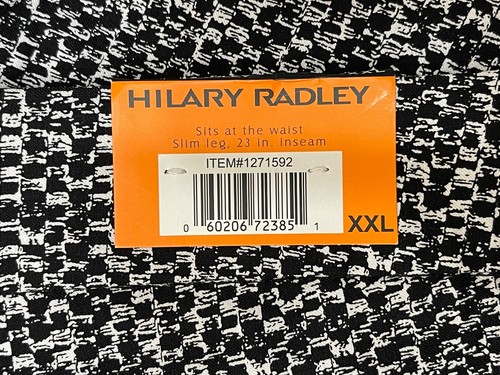 HILARY RADLEY
Sits at the waist
Slim leg, 23 in. inseam
ITEM#1271592
0 60206 72385 1
XXL